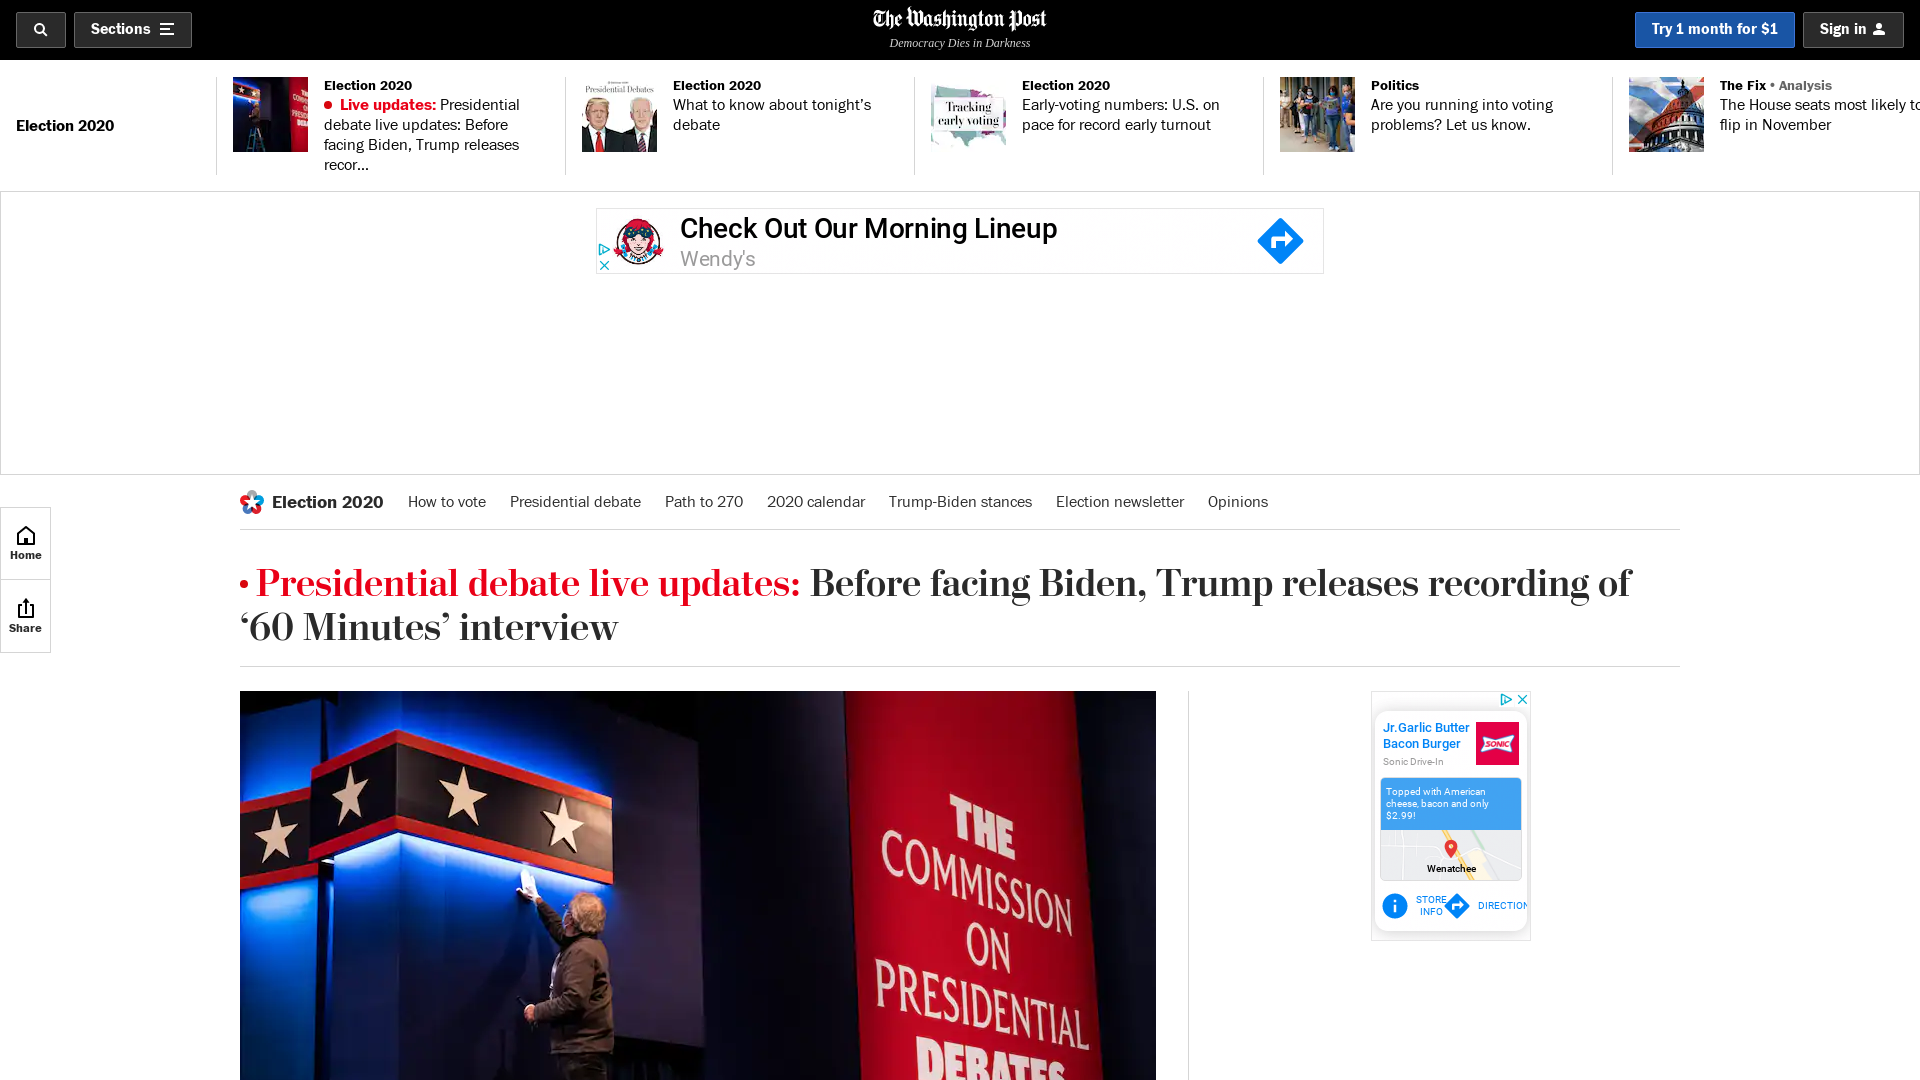 Sections
The Washington Post
Democracy Dies in Darkness
Try 1 month for $1
Sign in
Election 2020
Election 2020
Live updates: Presidential
debate live updates: Before
facing Biden, Trump releases
recor...
Election 2020
What to know about tonight’s
debate
Presidential Debates
Election 2020
Early-voting numbers: U.S. on
pace for record early turnout
Tracking
early voting
Politics
Are you running into voting
problems? Let us know.
The Fix • Analysis
The House seats most likely to
flip in November
Check Out Our Morning Lineup
Wendy's
Election 2020
How to vote
Presidential debate
Path to 270
2020 calendar
Trump-Biden stances
Election newsletter
Opinions
Home
Share
Presidential debate live updates: Before facing Biden, Trump releases recording of
‘60 Minutes’ interview
THE
COMMISSION
ON
PRESIDENTIAL
DEBATES
Jr.Garlic Butter
Bacon Burger
Sonic Drive-In
SONIC
Topped with American
cheese, bacon and only
$2.99!
Wenatchee
STORE
INFO
DIRECTION